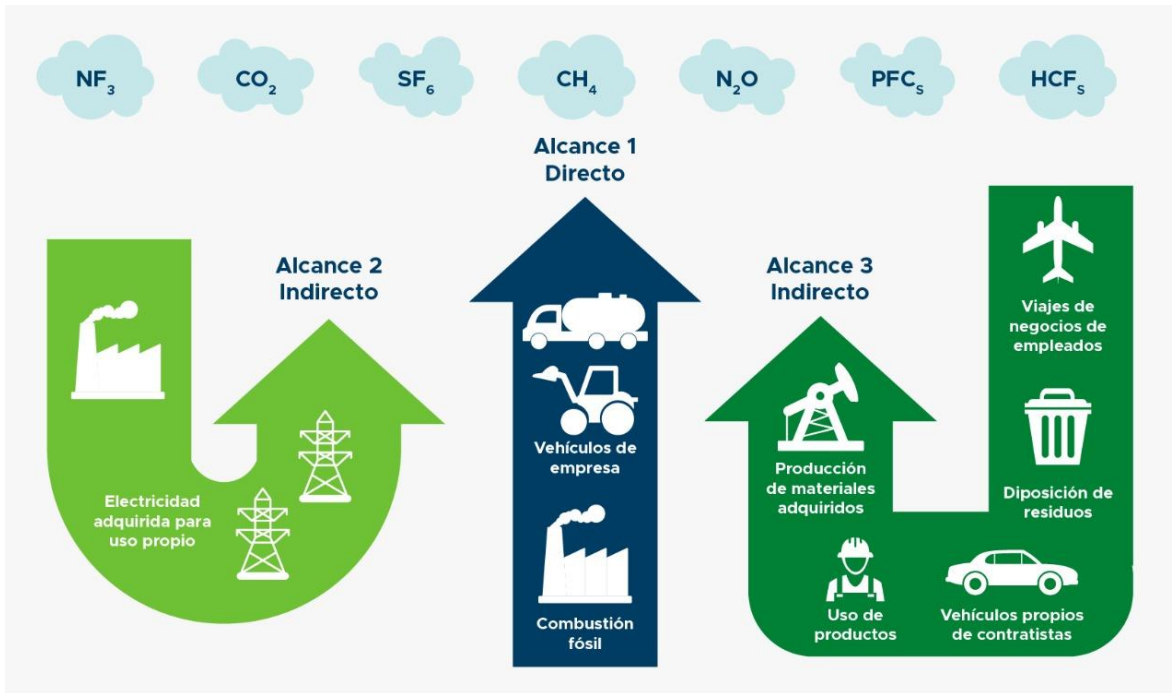 NF₃
CO₂
SF₆
CH₄
N₂O
PFCₛ
HCFₛ
Alcance 1
Directo
Alcance 2
Indirecto
Alcance 3
Indirecto
Electricidad
adquirida para
uso propio
Vehículos de
empresa
Combustión
fósil
Producción
de materiales
adquiridos
Uso de
productos
Vehículos propios
de contratistas
Viajes de
negocios de
empleados
Diposición de
residuos